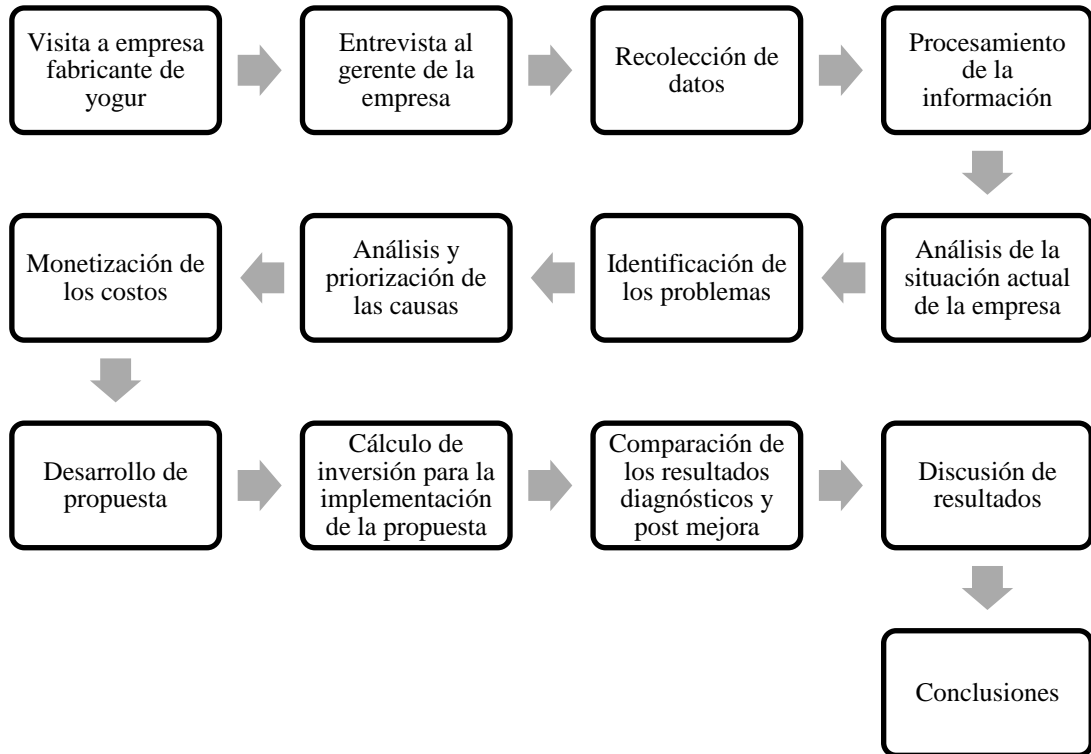 Visita a empresa
fabricante de
yogur
Entrevista al
gerente de la
empresa
Recolección de
datos
Procesamiento
de la
información
Análisis de la
situación actual
de la empresa
Identificación de
los problemas
Análisis y
priorización de
las causas
Monetización de
los costos
Desarrollo de
propuesta
Cálculo de
inversión para la
implementación
de la propuesta
Comparación de
los resultados
diagnósticos y
post mejora
Discusión de
resultados
Conclusiones